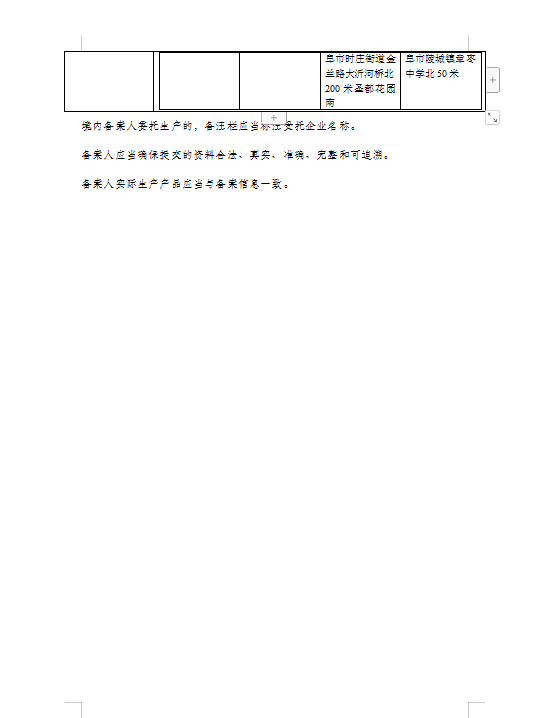 阜市时庄街道金
兰路大沂河桥北
200 米圣都花园
南
阜市陵城镇章枣
中学北 50 米
境内备案人委托生产的，备注栏应当标注受托企业名称。
备案人应当确保提交的资料合法、真实、准确、完整和可追溯。
备案人实际生产产品应当与备案信息一致。